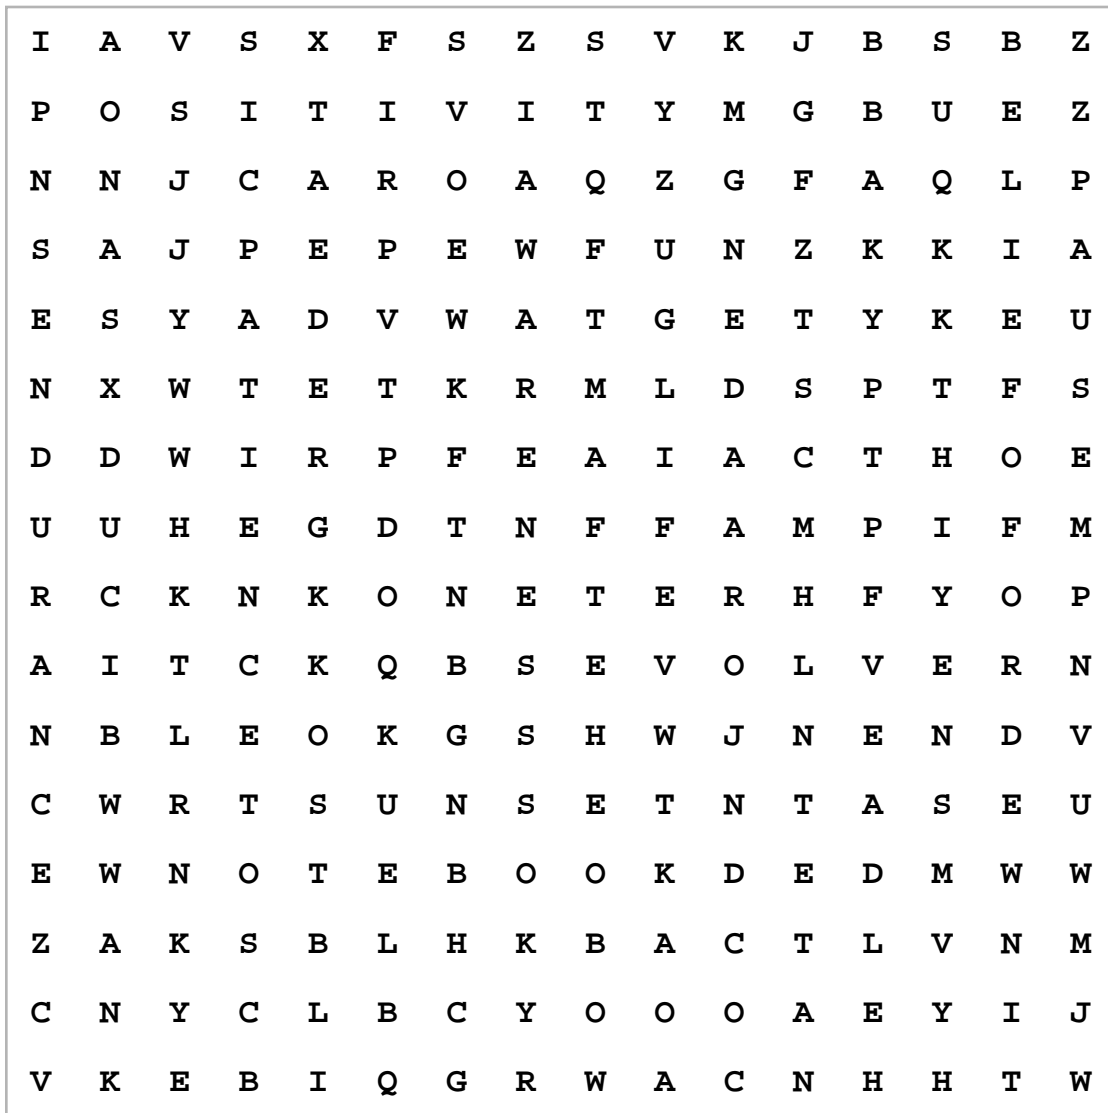 I A V S X F S Z S V K J B S B Z
P O S I T I V I T Y M G B U E Z
N N J C A R O A Q Z G F A Q L P
S A J P E P E W F U N Z K K I A
E S Y A D V W A T G E T Y K E U
N X W T E T K R M L D S P T F S
D D W I R P F E A I A C T H O E
U U H E G D T N F F A M P I F M
R C K N K O N E T E R H F Y O P
A I T C K Q B S E V O L V E R N
N B L E O K G S H W J N E N D V
C W R T S U N S E T N T A S E U
E W N O T E B O O K D E D M W W
Z A K S B L H K B A C T L V N M
C N Y C L B C Y O O O A E Y I J
V K E B I Q G R W A C N H H T W